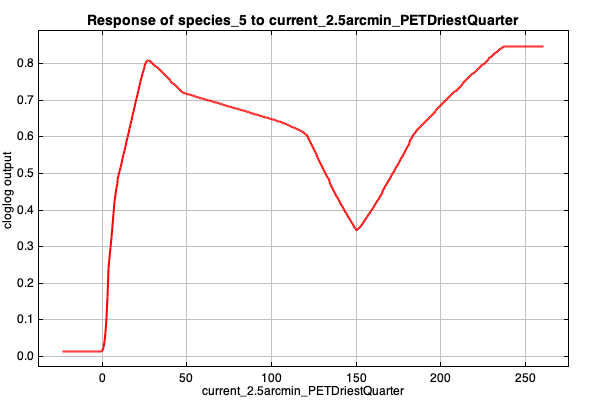 Response of species_5 to current_2.5arcmin_PETDriestQuarter
cloglog output
0.8
0.7
0.6
0.5
0.4
0.3
0.2
0.1
0.0
0 50 100 150 200 250
current_2.5arcmin_PETDriestQuarter